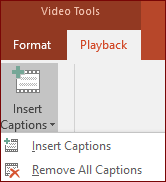 Video Tools
Format Playback
Insert
Captions
Insert Captions
Remove All Captions